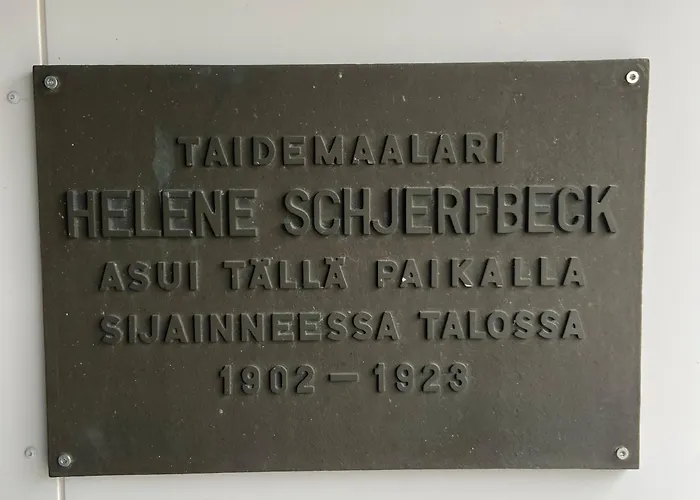 TAIDEMAALARI
HELENE SCHJERFBECK
ASUI TÄLLÄ PAIKALLA
SIJAINNEESSA TALOSSA
1902 – 1923